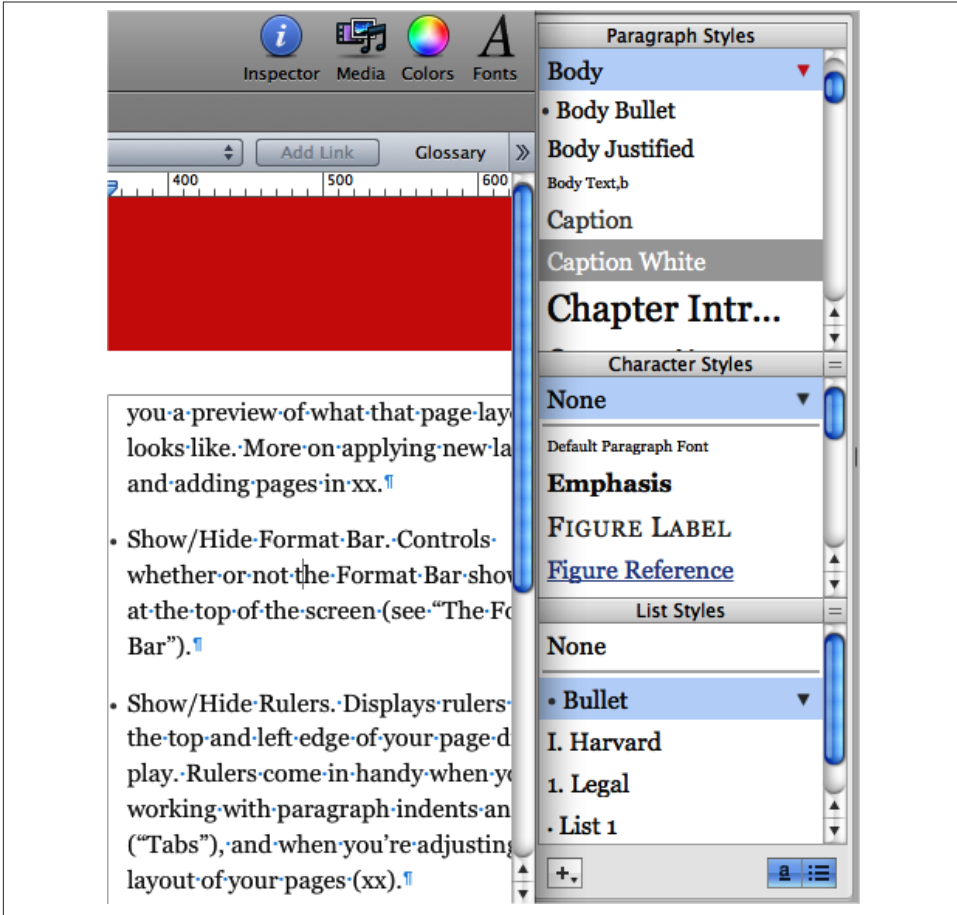 Inspector Media Colors Fonts
Add Link Glossary
400 500 600
you a preview of what that page lay
looks like. More on applying new la
and adding pages in xx.¶
• Show/Hide Format Bar. Controls
whether or not the Format Bar show
at the top of the screen (see “The Fo
Bar”).¶
• Show/Hide Rulers. Displays rulers
the top and left edge of your page d
play. Rulers come in handy when yo
working with paragraph indents an
(“Tabs”), and when you’re adjusting
layout of your pages (xx).¶
Paragraph Styles
Body
• Body Bullet
Body Justified
Body Text,b
Caption
Caption White
Chapter Intr...
Character Styles
None
Default Paragraph Font
Emphasis
Figure Label
Figure Reference
List Styles
None
• Bullet
I. Harvard
1. Legal
· List 1
a